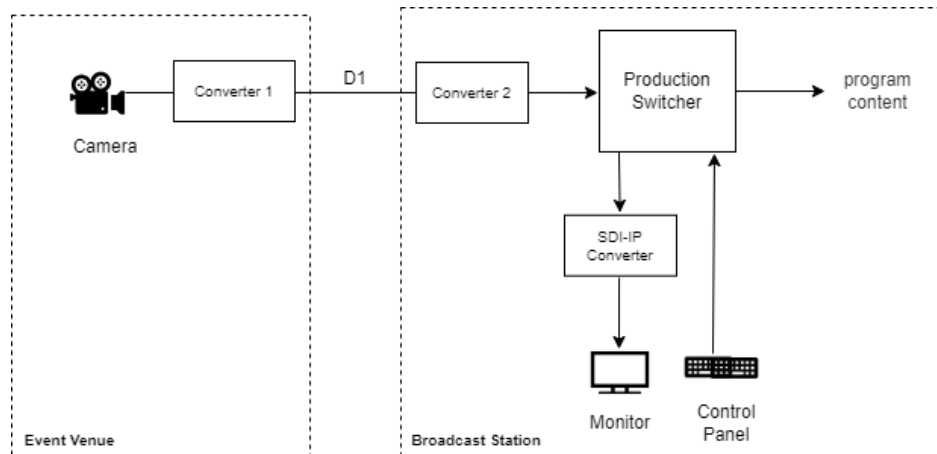 Camera
Converter 1
D1
Converter 2
Production
Switcher
program
content
SDI-IP
Converter
Monitor
Control
Panel
Event Venue
Broadcast Station